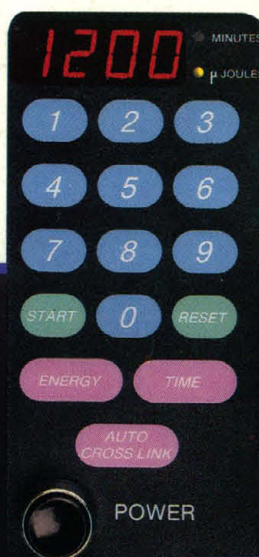 1200 MINUTES
µ JOULE
1 2 3
4 5 6
7 8 9
START 0 RESET
ENERGY TIME
AUTO
CROSS LINK
POWER